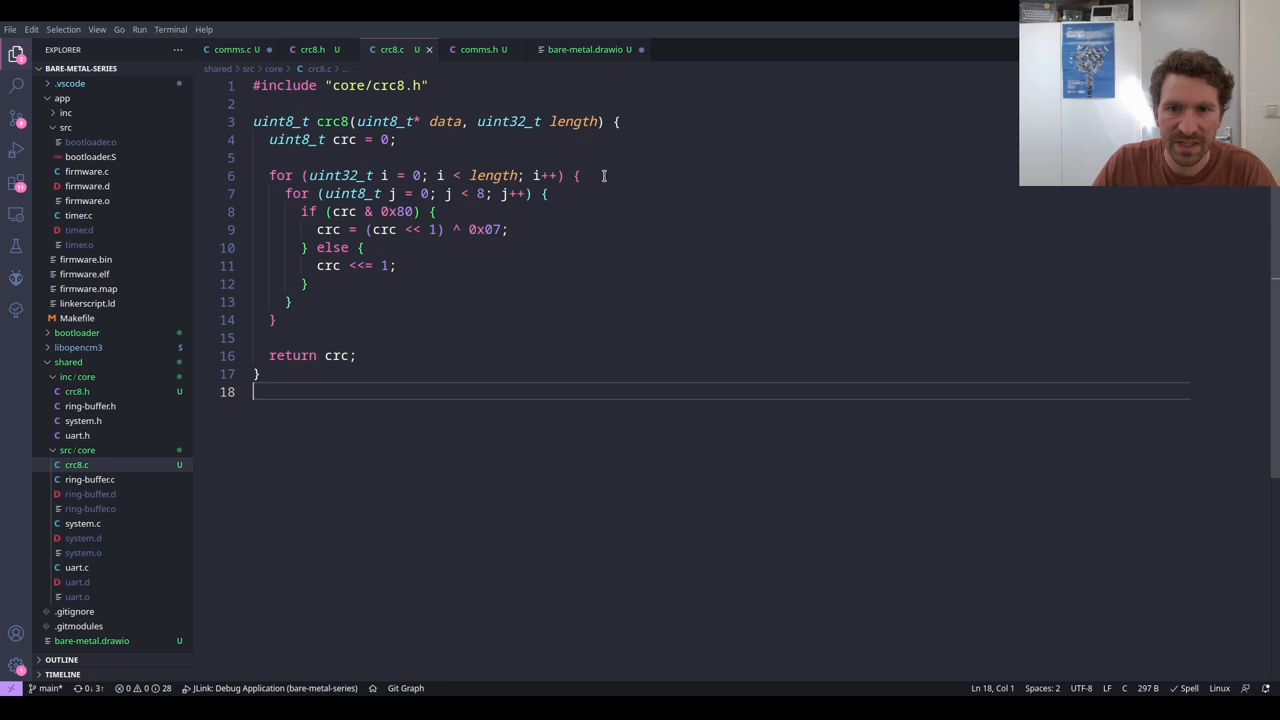 File Edit Selection View Go Run Terminal Help
EXPLORER ...
comms.c U
crc8.h U
crc8.c U
comms.h U
bare-metal.drawio U
BARE-METAL-SERIES
.vscode
app
inc
src
bootloader.o
bootloader.S
firmware.c
firmware.d
firmware.o
timer.c
timer.d
timer.o
firmware.bin
firmware.elf
firmware.map
linkerscript.ld
Makefile
bootloader
libopencm3 S
shared
inc / core
crc8.h U
ring-buffer.h
system.h
uart.h
src / core
crc8.c U
ring-buffer.c
ring-buffer.d
ring-buffer.o
system.c
system.d
system.o
uart.c
uart.d
uart.o
.gitignore
.gitmodules
bare-metal.drawio U
OUTLINE
TIMELINE
shared > src > core > crc8.c > ...
1 #include "core/crc8.h"
2
3 uint8_t crc8(uint8_t* data, uint32_t length) {
4 uint8_t crc = 0;
5
6 for (uint32_t i = 0; i < length; i++) {
7 for (uint8_t j = 0; j < 8; j++) {
8 if (crc & 0x80) {
9 crc = (crc << 1) ^ 0x07;
10 } else {
11 crc <<= 1;
12 }
13 }
14 }
15
16 return crc;
17 }
18
main* 0↓ 3↑ 0 0 28 JLink: Debug Application (bare-metal-series) Git Graph Ln 18, Col 1 Spaces: 2 UTF-8 LF C 297 B Spell Linux